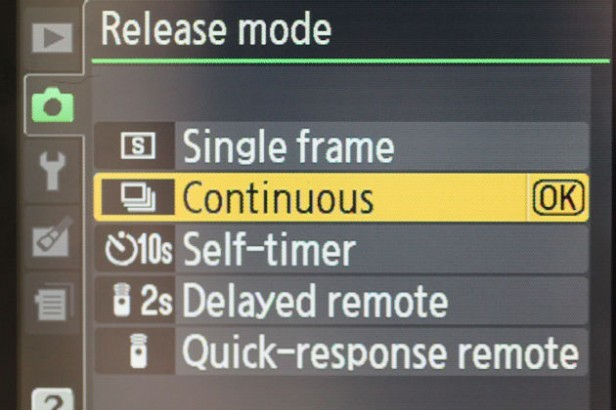 Release mode
S Single frame
Continuous OK
10s Self-timer
2s Delayed remote
Quick-response remote
?